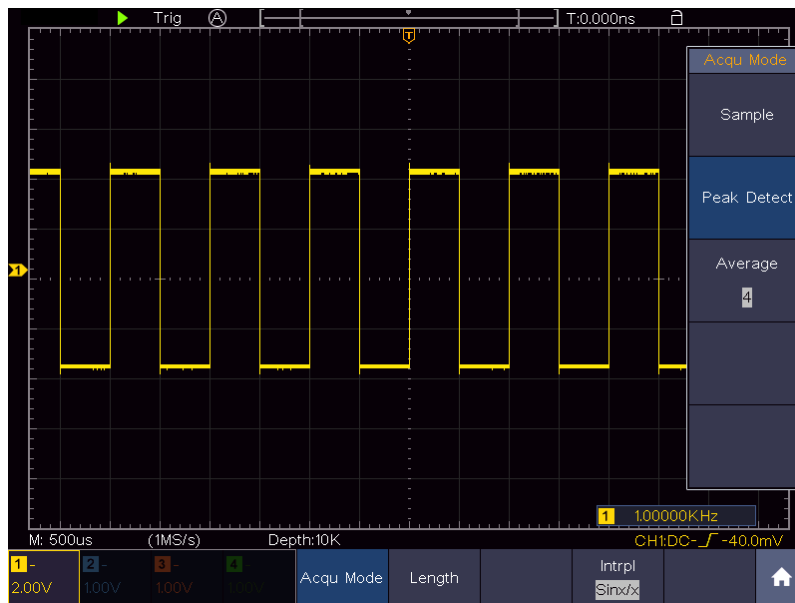 Trig A T:0.000ns
T
Acqu Mode
Sample
Peak Detect
Average
4
1
1 1.00000KHz
M: 500us (1MS/s) Depth:10K CH1:DC- -40.0mV
1 - 2 - 3 - 4 -
2.00V 1.00V 1.00V 1.00V
Acqu Mode Length Intrpl
Sinx/x